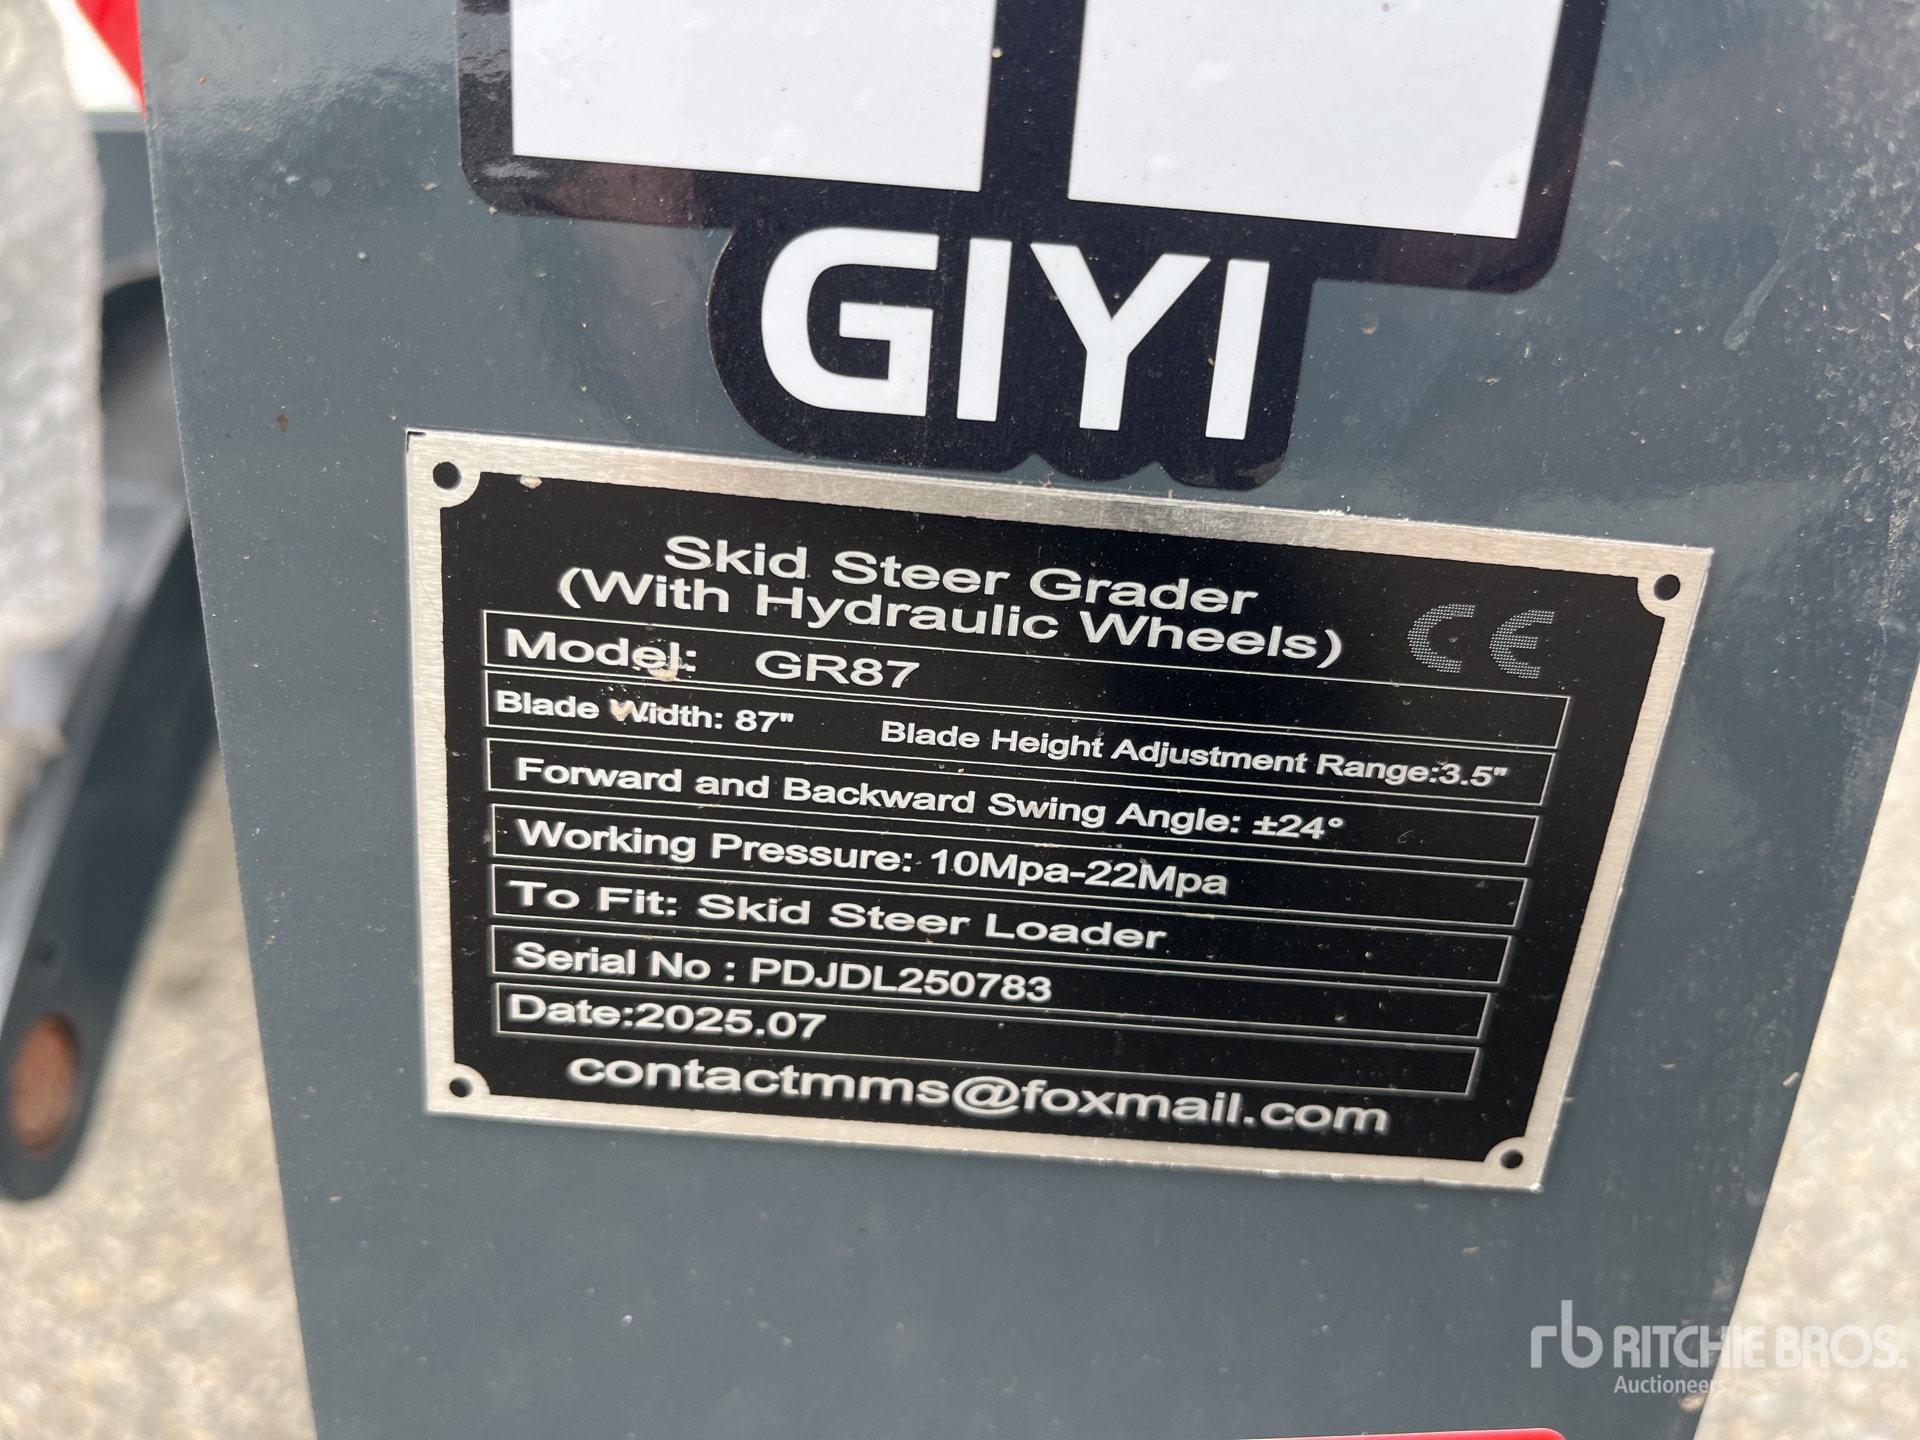 GIYI
Skid Steer Grader
(With Hydraulic Wheels)
CE
Model: GR87
Blade Width: 87" Blade Height Adjustment Range:3.5"
Forward and Backward Swing Angle: ±24°
Working Pressure: 10Mpa-22Mpa
To Fit: Skid Steer Loader
Serial No : PDJDL250783
Date:2025.07
contactmms@foxmail.com
rb RITCHIE BROS.
Auctioneers